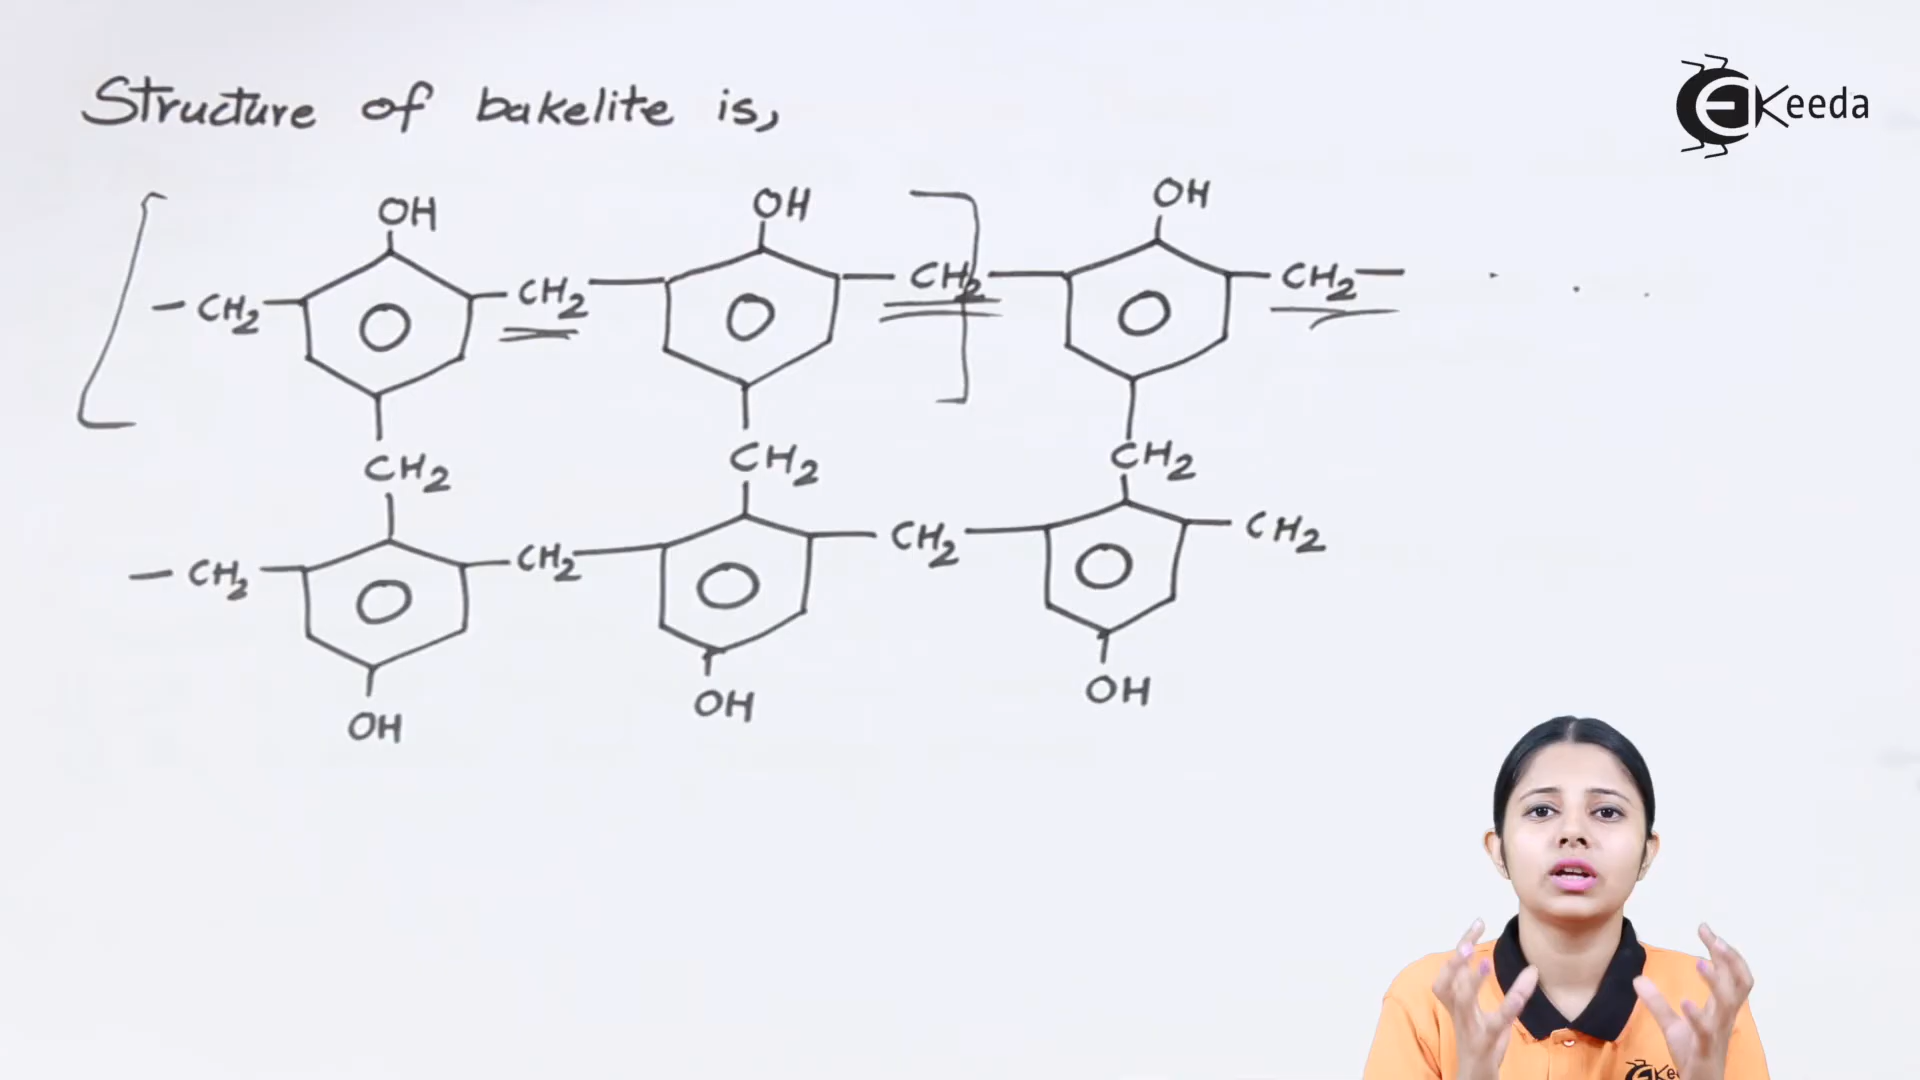 Structure of bakelite is,
EKeeda
OH OH OH
-CH2 CH2 CH2 CH2-
CH2 CH2 CH2
-CH2 CH2 CH2 CH2
OH OH OH